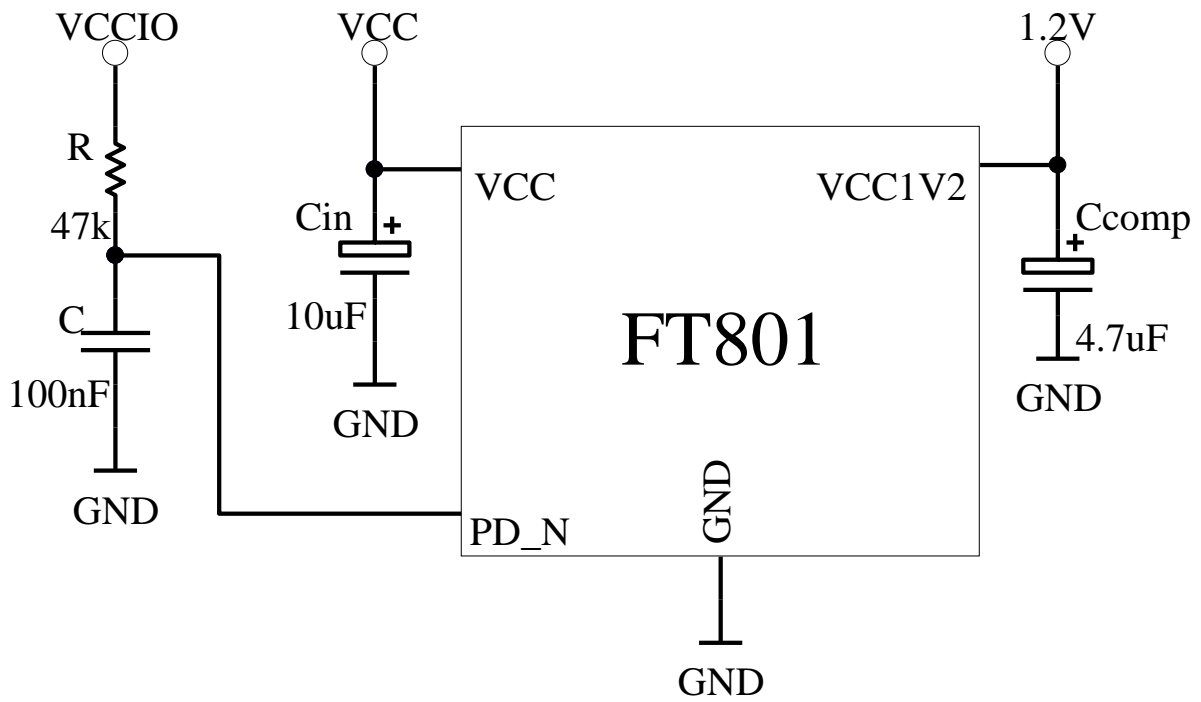 VCCIO
VCC
1.2V
R
47k
VCC
VCC1V2
Cin
+
Ccomp
+
C
10uF
FT801
4.7uF
100nF
GND
GND
GND
GND
PD_N
GND